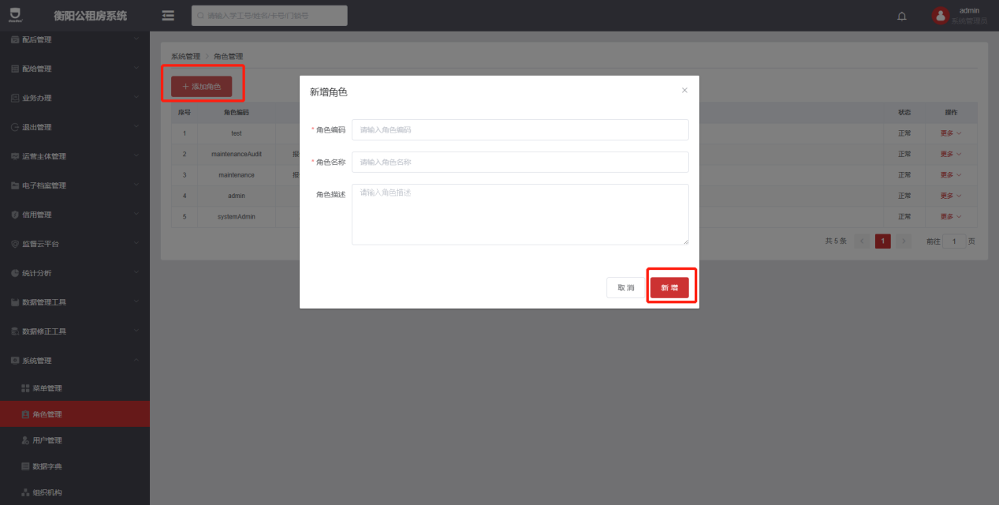 衡阳公租房系统
请输入学工号/姓名/卡号/门锁号
admin
系统管理员
配后管理
配给管理
业务办理
退出管理
运营主体管理
电子档案管理
信用管理
监督云平台
统计分析
数据管理工具
数据修正工具
系统管理
菜单管理
角色管理
用户管理
数据字典
组织机构
系统管理 > 角色管理
+ 添加角色
序号 角色编码 状态 操作
1 test 正常 更多
2 maintenanceAudit 报 正常 更多
3 maintenance 报 正常 更多
4 admin 正常 更多
5 systemAdmin 正常 更多
共 5 条 < 1 > 前往 1 页
新增角色 ×
* 角色编码 请输入角色编码
* 角色名称 请输入角色名称
角色描述 请输入角色描述
取 消 新 增